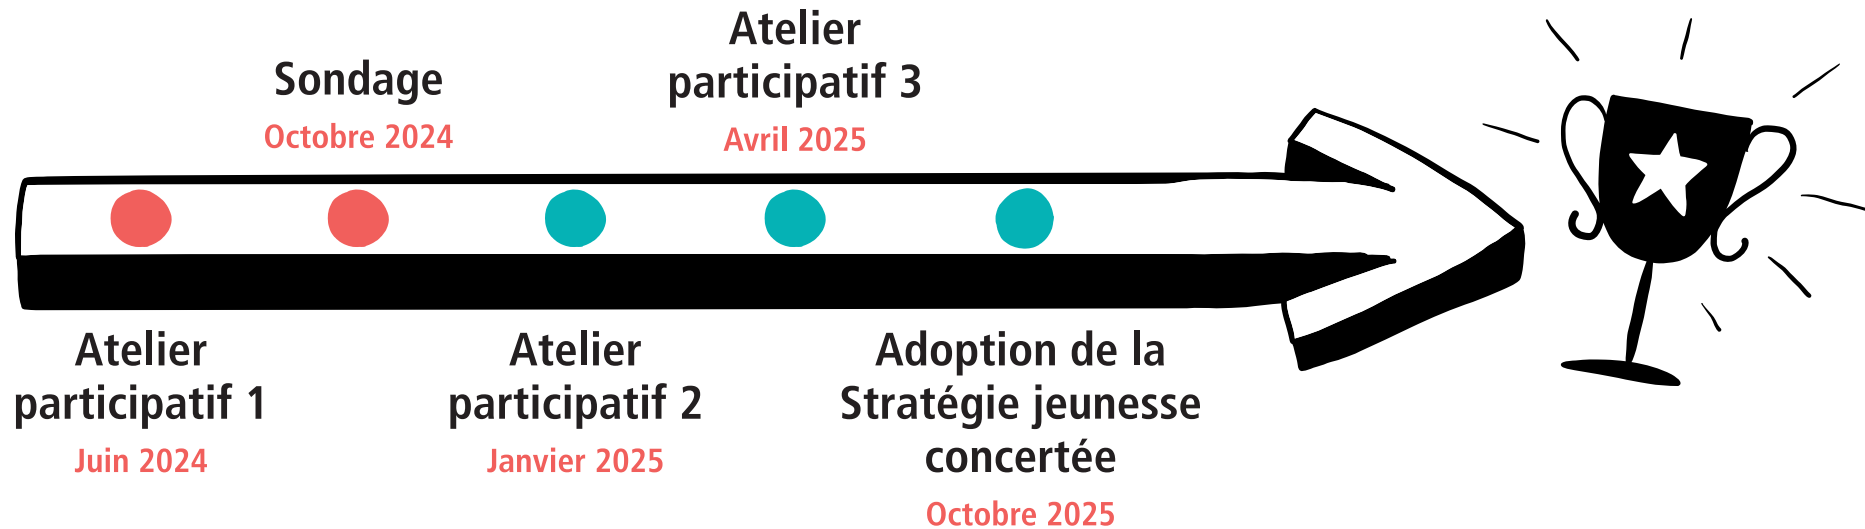 Atelier
participatif 1
Juin 2024
Sondage
Octobre 2024
Atelier
participatif 2
Janvier 2025
Atelier
participatif 3
Avril 2025
Adoption de la
Stratégie jeunesse
concertée
Octobre 2025